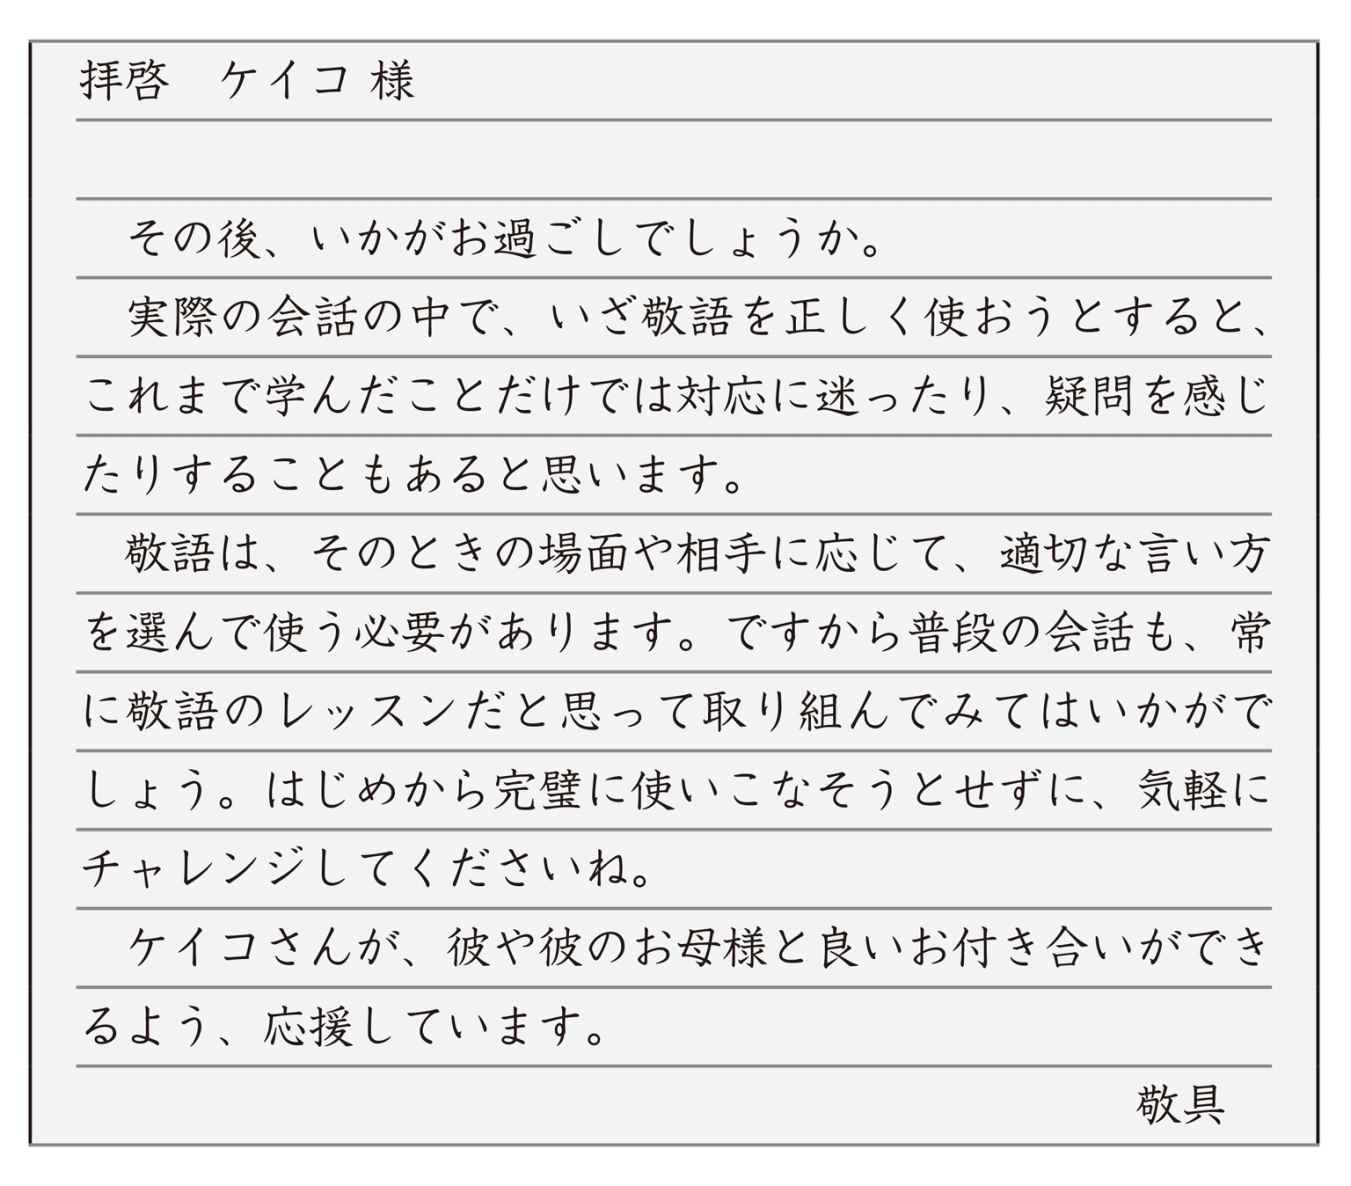 拝啓　ケイコ 様
その後、いかがお過ごしでしょうか。
実際の会話の中で、いざ敬語を正しく使おうとすると、
これまで学んだことだけでは対応に迷ったり、疑問を感じ
たりすることもあると思います。
敬語は、そのときの場面や相手に応じて、適切な言い方
を選んで使う必要があります。ですから普段の会話も、常
に敬語のレッスンだと思って取り組んでみてはいかがで
しょう。はじめから完璧に使いこなそうとせずに、気軽に
チャレンジしてくださいね。
ケイコさんが、彼や彼のお母様と良いお付き合いができ
るよう、応援しています。
敬具